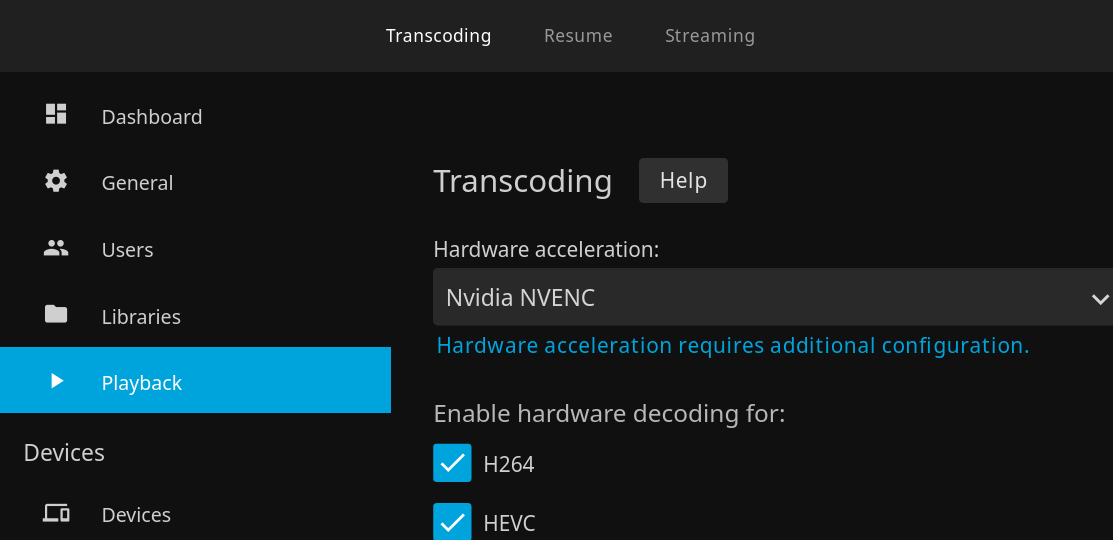 Transcoding Resume Streaming
Dashboard
General
Users
Libraries
Playback
Devices
Devices
Transcoding Help
Hardware acceleration:
Nvidia NVENC
Hardware acceleration requires additional configuration.
Enable hardware decoding for:
H264
HEVC